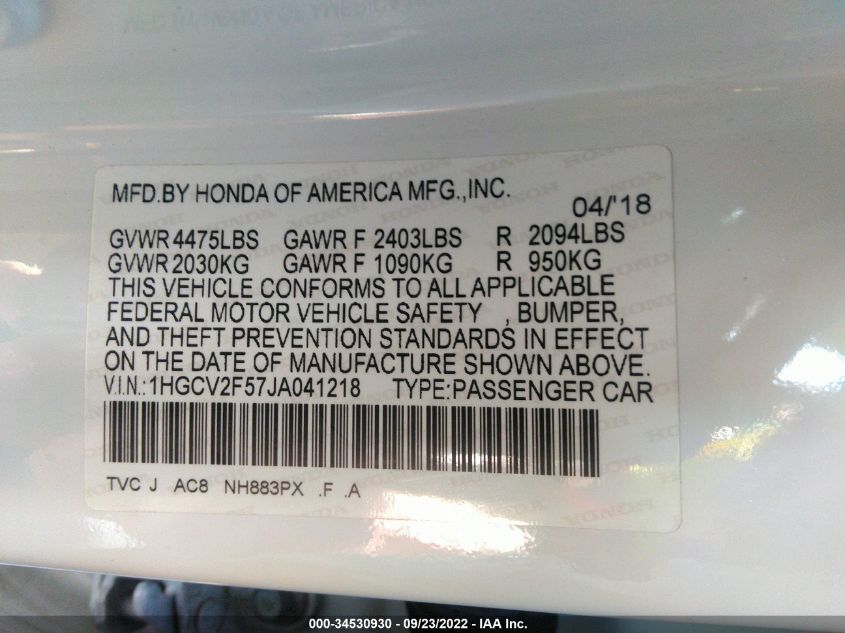 MFD.BY HONDA OF AMERICA MFG.,INC.
04/'18
GVWR 4475LBS GAWR F 2403LBS R 2094LBS
GVWR 2030KG GAWR F 1090KG R 950KG
THIS VEHICLE CONFORMS TO ALL APPLICABLE
FEDERAL MOTOR VEHICLE SAFETY , BUMPER,
AND THEFT PREVENTION STANDARDS IN EFFECT
ON THE DATE OF MANUFACTURE SHOWN ABOVE.
V.I.N.:1HGCV2F57JA041218 TYPE:PASSENGER CAR
TVC J AC8 NH883PX .F .A
000-34530930 - 09/23/2022 - IAA Inc.